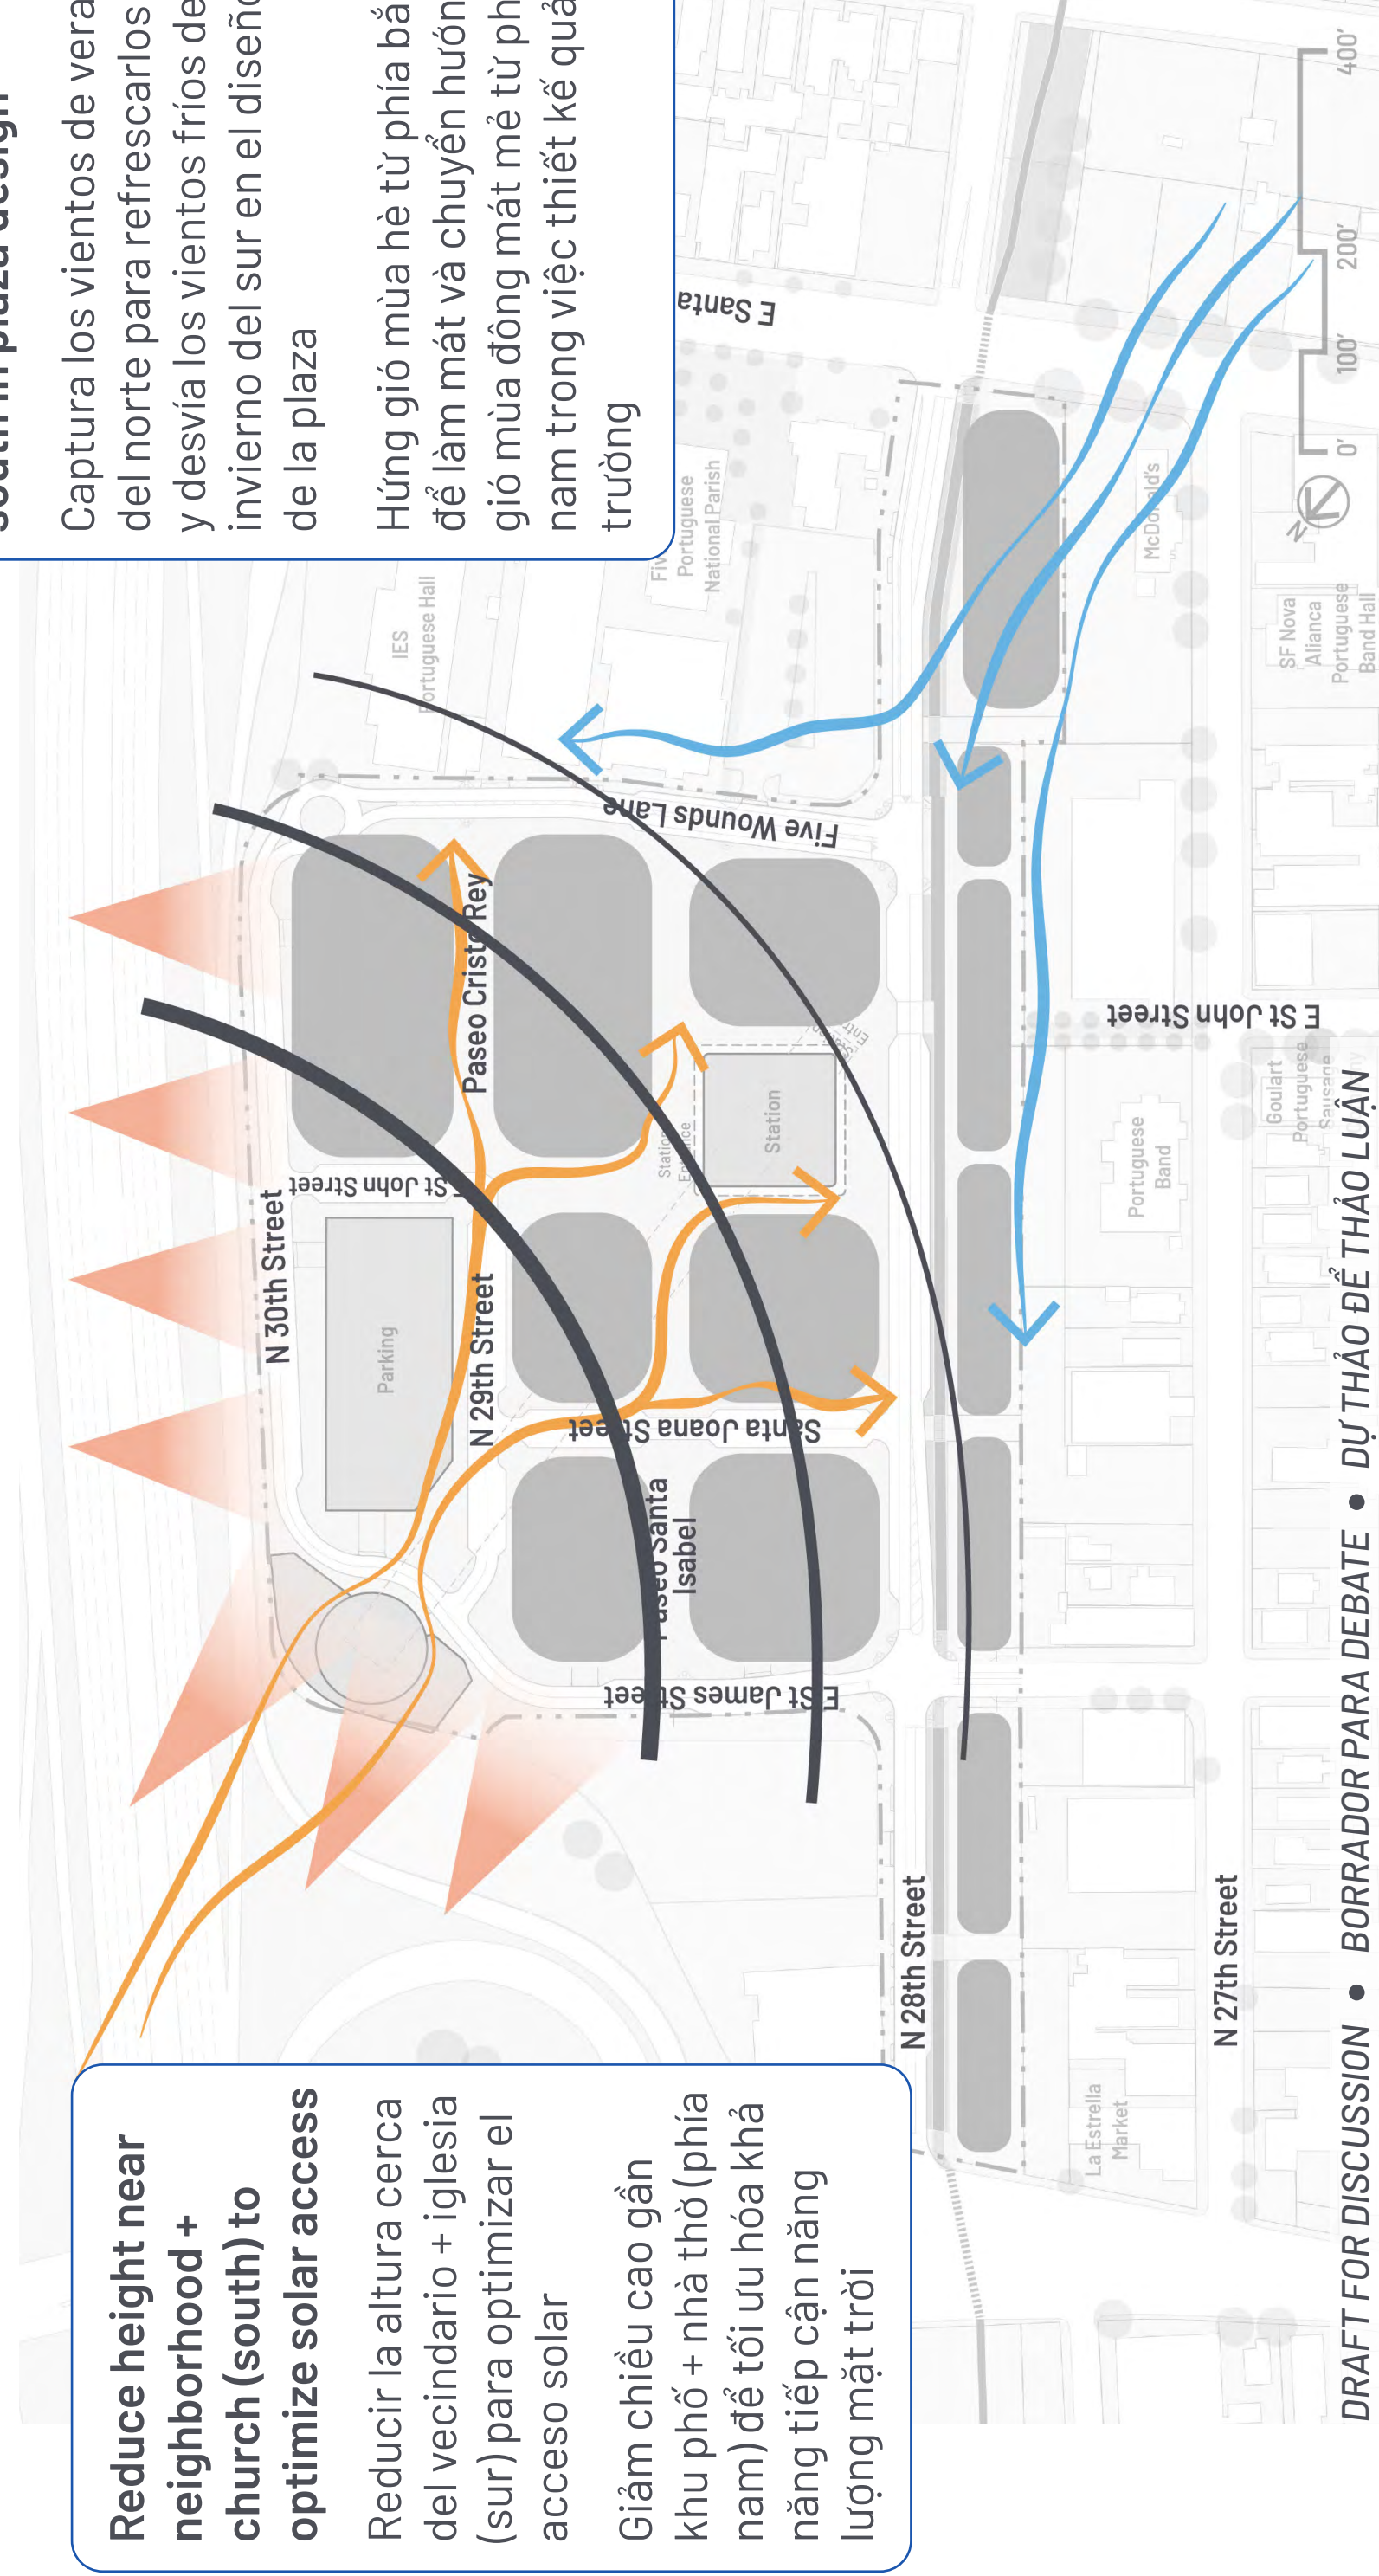 south in plaza design
Captura los vientos de vera
del norte para refrescarlos
y desvía los vientos fríos de
invierno del sur en el diseño
de la plaza
Hứng gió mùa hè từ phía bắ
để làm mát và chuyển hướn
gió mùa đông mát mẻ từ ph
nam trong việc thiết kế quả
trường
Reduce height near
neighborhood +
church (south) to
optimize solar access
Reducir la altura cerca
del vecindario + iglesia
(sur) para optimizar el
acceso solar
Giảm chiều cao gần
khu phố + nhà thờ (phía
nam) để tối ưu hóa khả
năng tiếp cận năng
lượng mặt trời
N 30th Street
E St John Street
Parking
N 29th Street
Paseo Cristo Rey
Five Wounds Lane
IES
Portuguese Hall
Fiv
Portuguese
National Parish
E Santa
Station
Entrance
Station
Santa Joana Street
Paseo Santa
Isabel
E St James Street
N 28th Street
La Estrella
Market
N 27th Street
Portuguese
Band
E St John Street
Goulart
Portuguese
Sausage
McDonald's
SF Nova
Alianca
Portuguese
Band Hall
N
0' 100' 200' 400'
DRAFT FOR DISCUSSION • BORRADOR PARA DEBATE • DỰ THẢO ĐỂ THẢO LUẬN